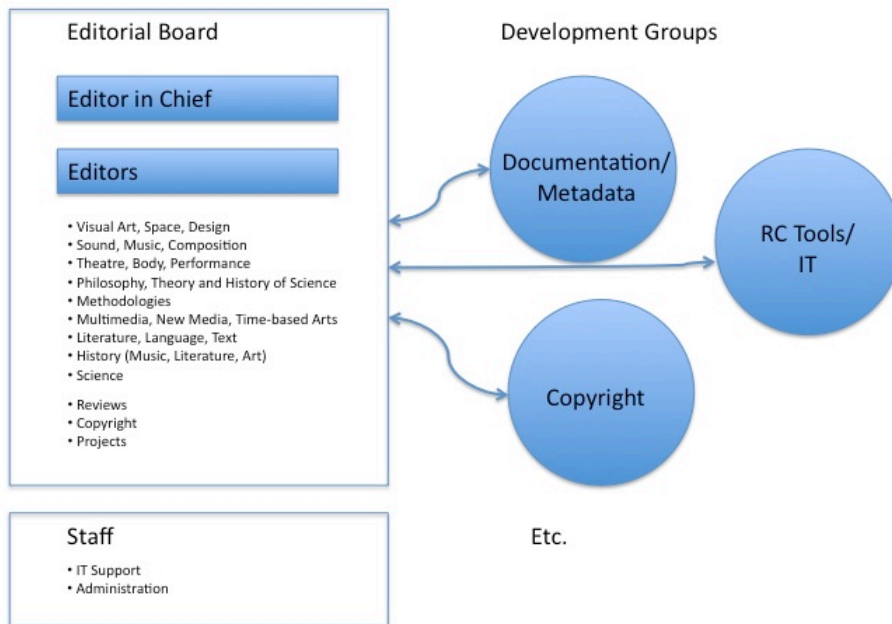 Editorial Board
Editor in Chief
Editors
• Visual Art, Space, Design
• Sound, Music, Composition
• Theatre, Body, Performance
• Philosophy, Theory and History of Science
• Methodologies
• Multimedia, New Media, Time-based Arts
• Literature, Language, Text
• History (Music, Literature, Art)
• Science
• Reviews
• Copyright
• Projects
Staff
• IT Support
• Administration
Development Groups
Documentation/
Metadata
RC Tools/
IT
Copyright
Etc.